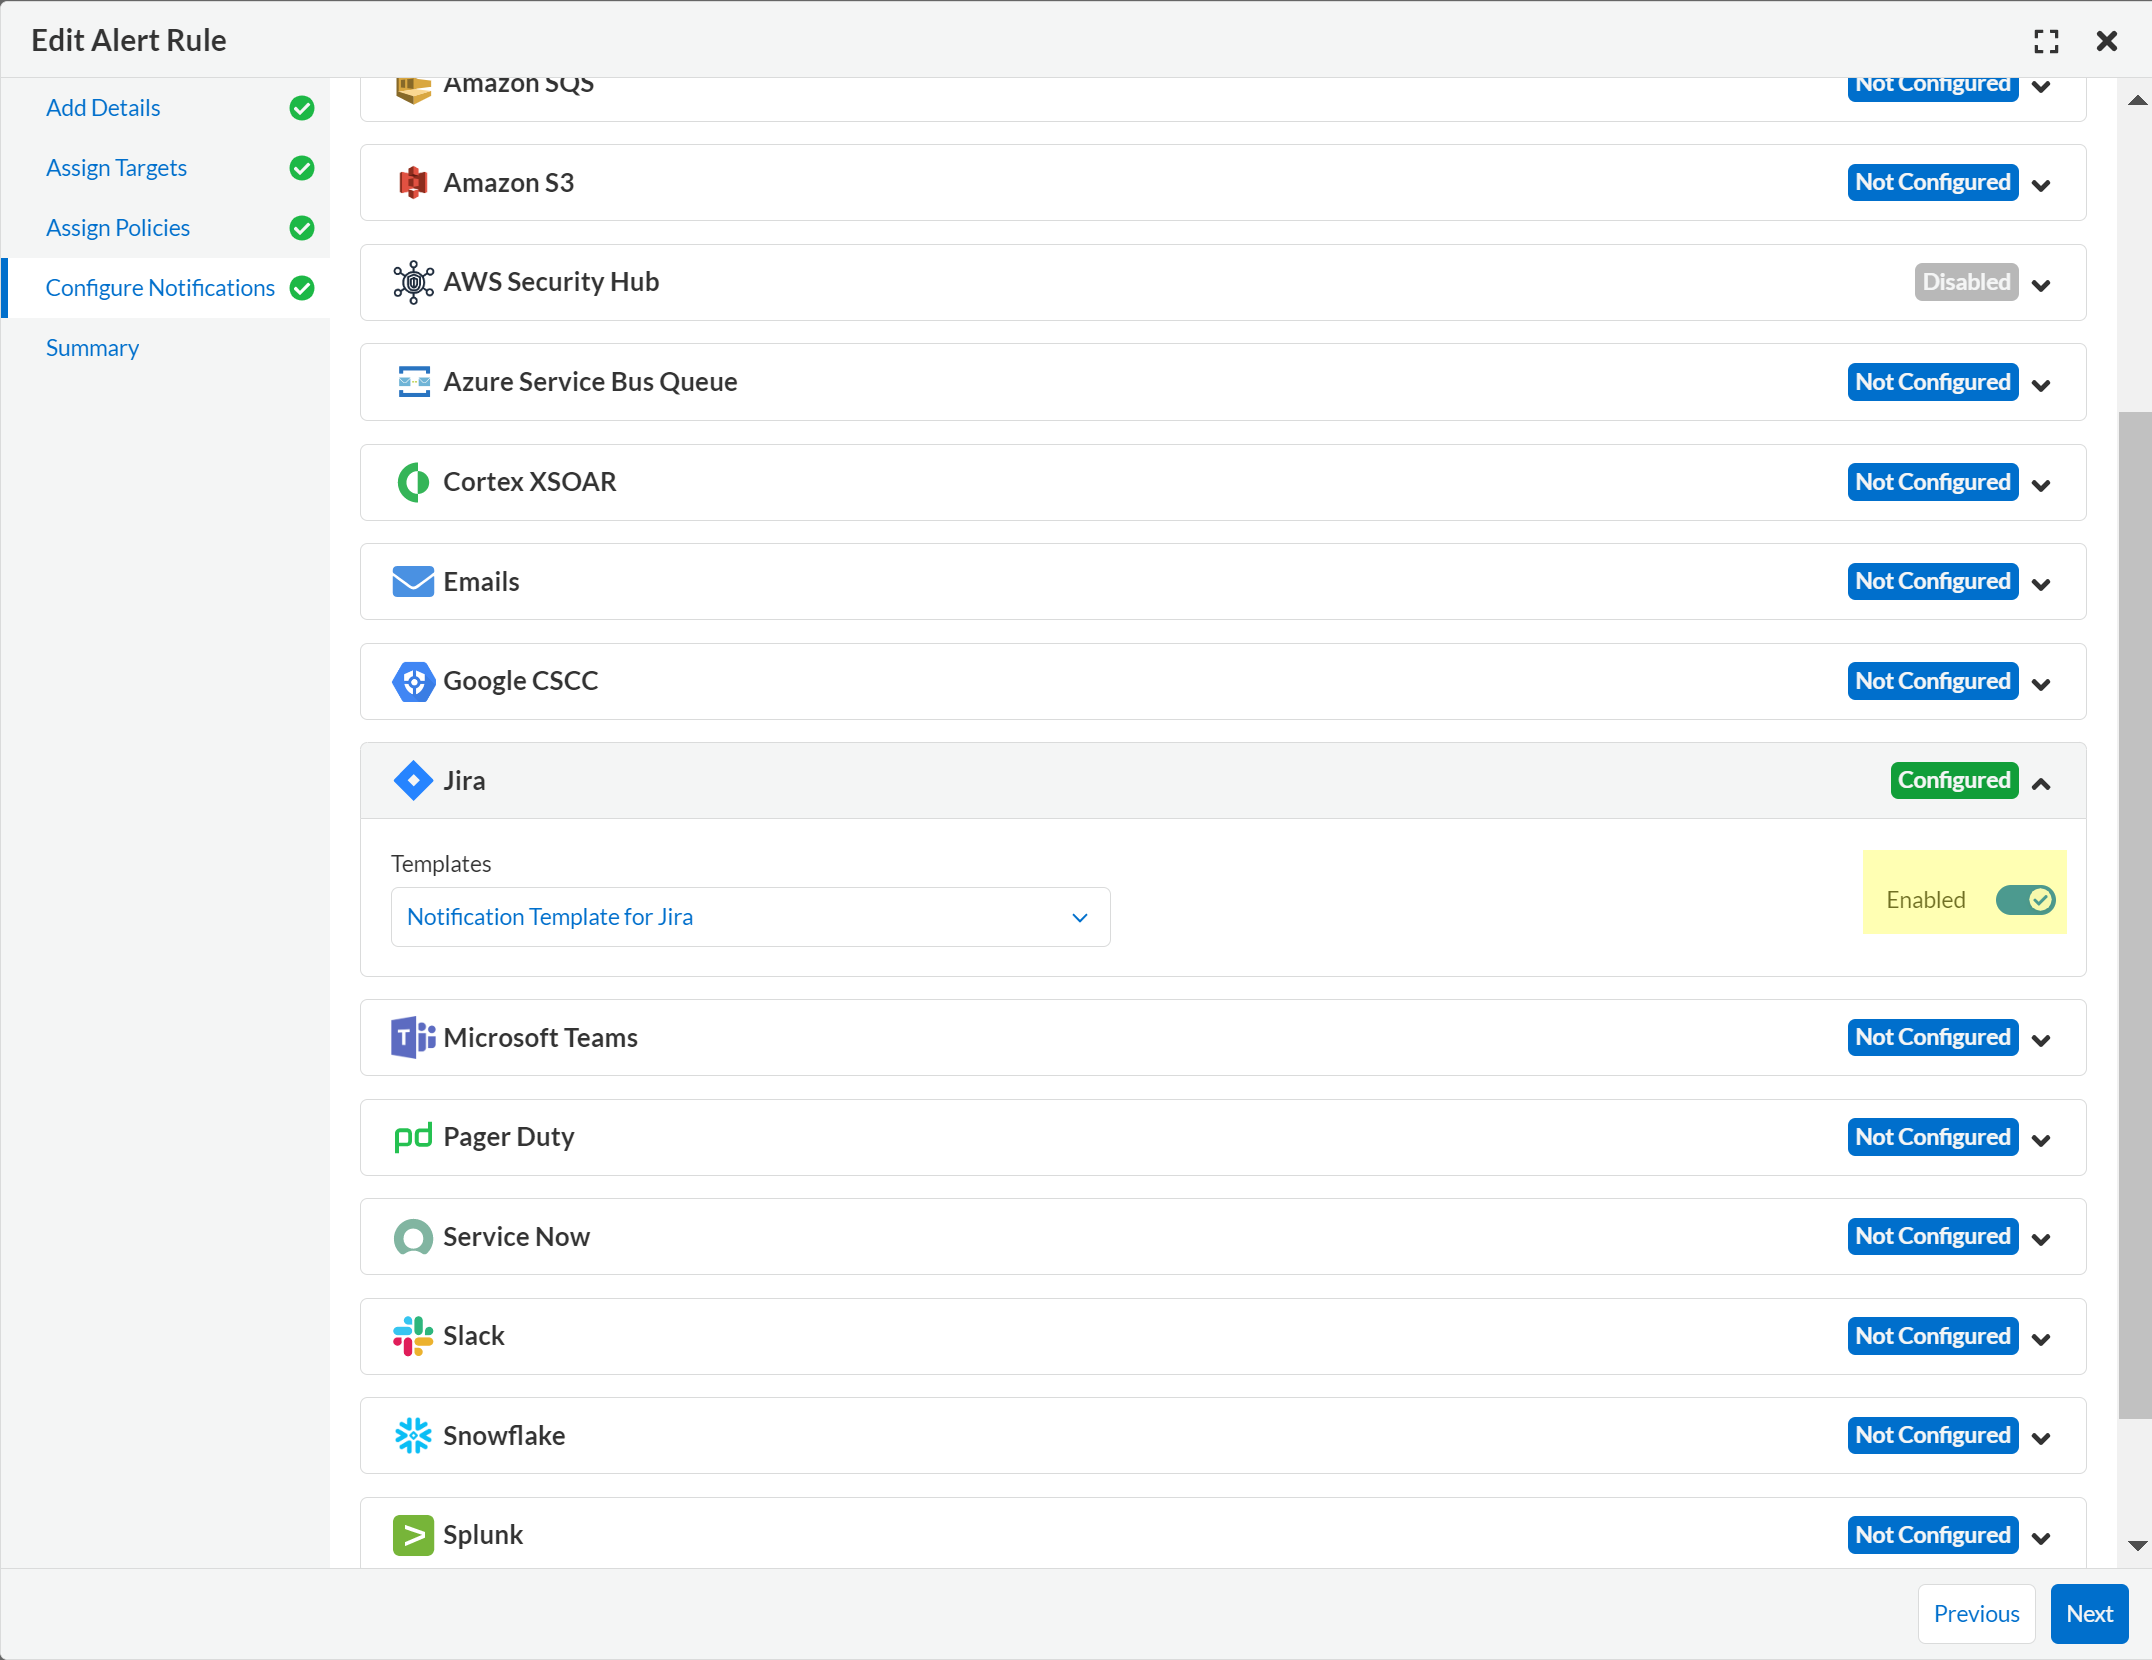 Edit Alert Rule
Add Details
Assign Targets
Assign Policies
Configure Notifications
Summary
Amazon SQS Not Configured
Amazon S3 Not Configured
AWS Security Hub Disabled
Azure Service Bus Queue Not Configured
Cortex XSOAR Not Configured
Emails Not Configured
Google CSCC Not Configured
Jira Configured
Templates
Notification Template for Jira
Enabled
Microsoft Teams Not Configured
Pager Duty Not Configured
Service Now Not Configured
Slack Not Configured
Snowflake Not Configured
Splunk Not Configured
Previous Next